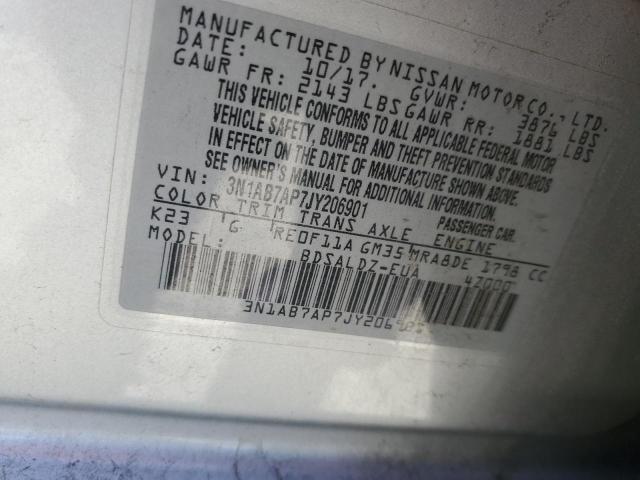 MANUFACTURED BY NISSAN MOTOR CO., LTD.
DATE: 10/17. GVWR: 3876 LBS
GAWR FR: 2143 LBS GAWR RR: 1881 LBS
THIS VEHICLE CONFORMS TO ALL APPLICABLE FEDERAL MOTOR
VEHICLE SAFETY, BUMPER AND THEFT PREVENTION STANDARDS
IN EFFECT ON THE DATE OF MANUFACTURE SHOWN ABOVE.
SEE OWNER'S MANUAL FOR ADDITIONAL INFORMATION.
VIN: 3N1AB7AP7JY206901 PASSENGER CAR.
COLOR TRIM TRANS AXLE ENGINE
K23 G RE0F11A GM35 MRA8DE 1798 CC
MODEL: BDSALDZ-EUA 42000
3N1AB7AP7JY206901